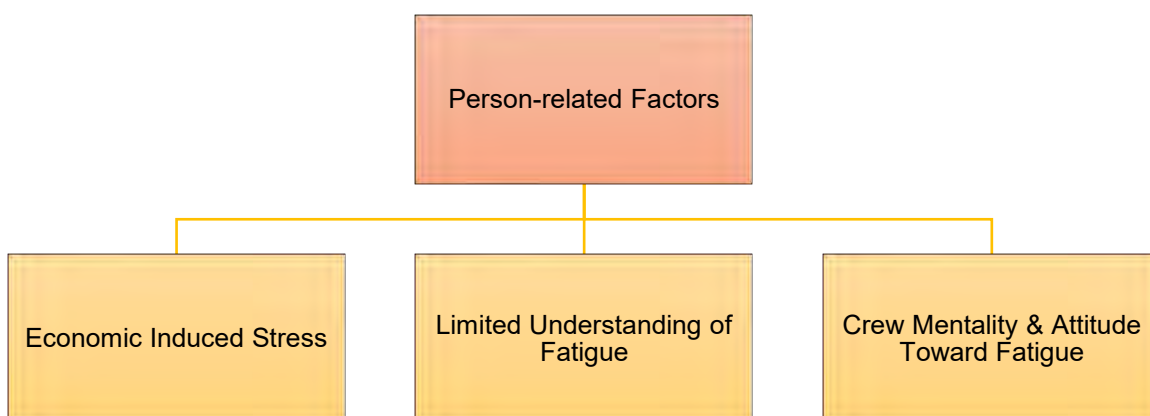 Person-related Factors
Economic Induced Stress
Limited Understanding of
Fatigue
Crew Mentality & Attitude
Toward Fatigue